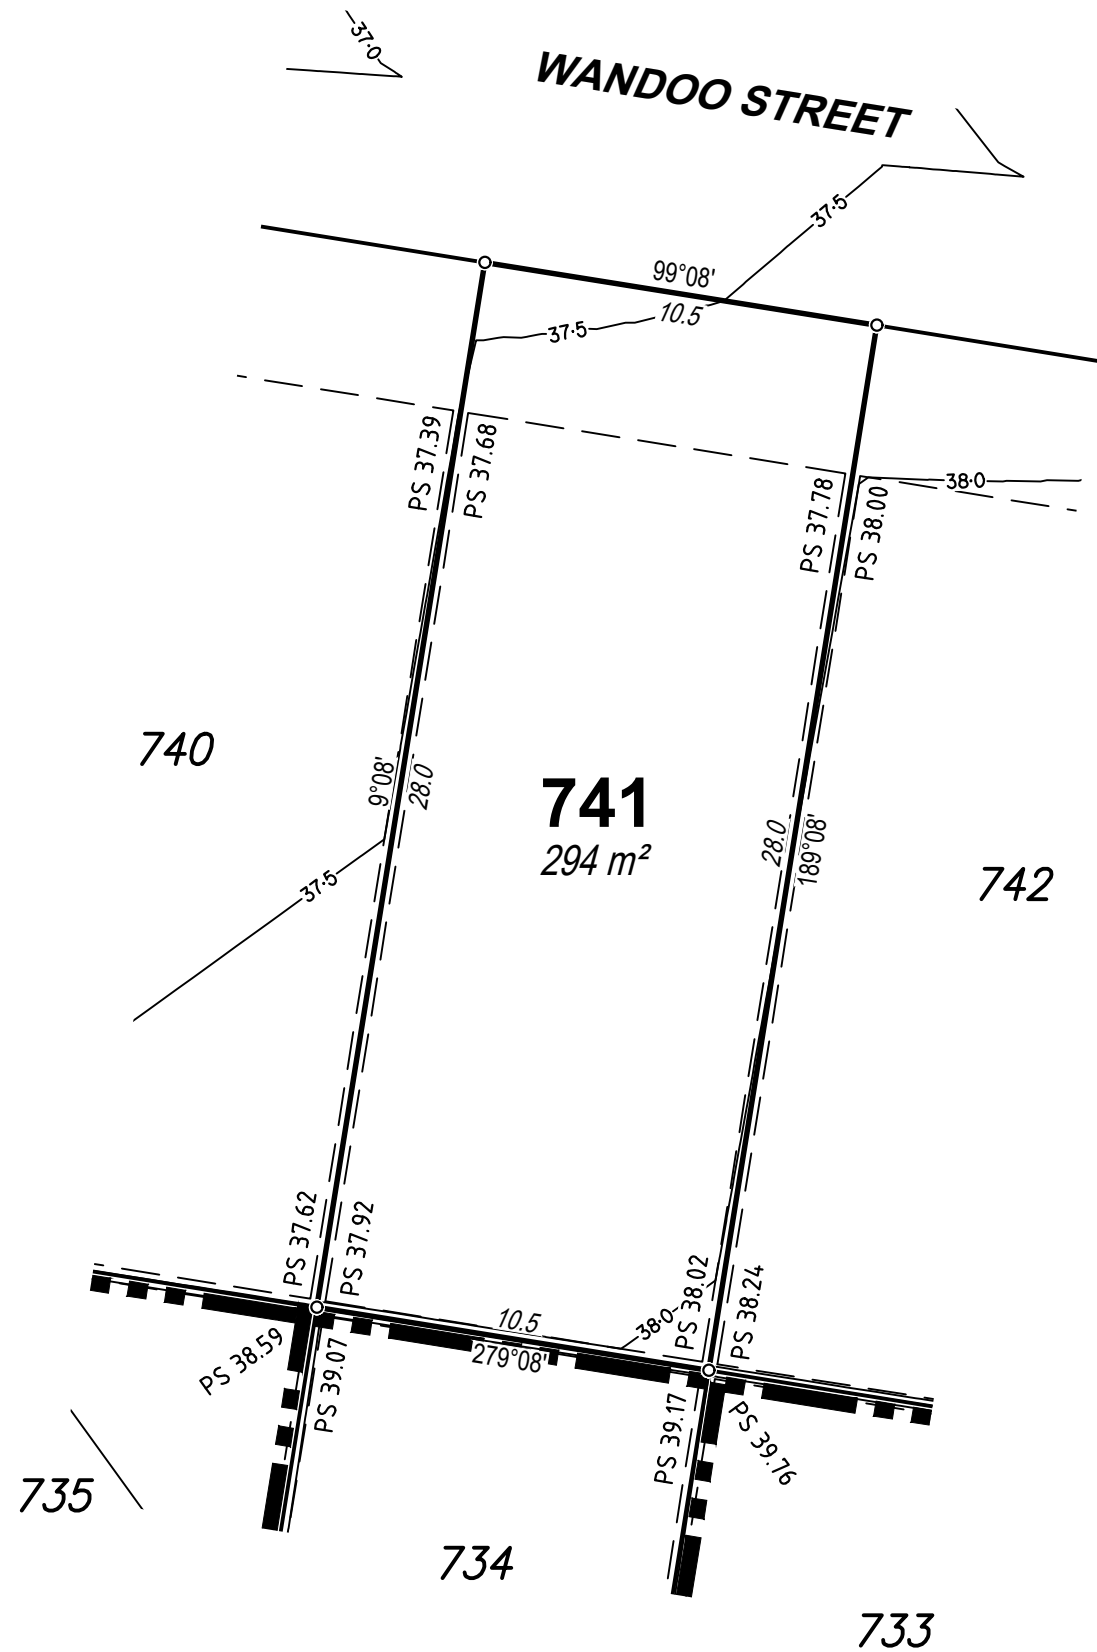 37.0
WANDOO STREET
37.5
99°08'
10.5
37.5
PS 37.39
PS 37.68
PS 37.78
PS 38.00
38.0
740
9°08'
28.0
741
294 m²
28.0
189°08'
742
37.5
PS 37.62
PS 37.92
PS 38.02
PS 38.24
10.5
38.0
279°08'
PS 38.59
PS 39.07
PS 39.17
PS 39.76
735
734
733